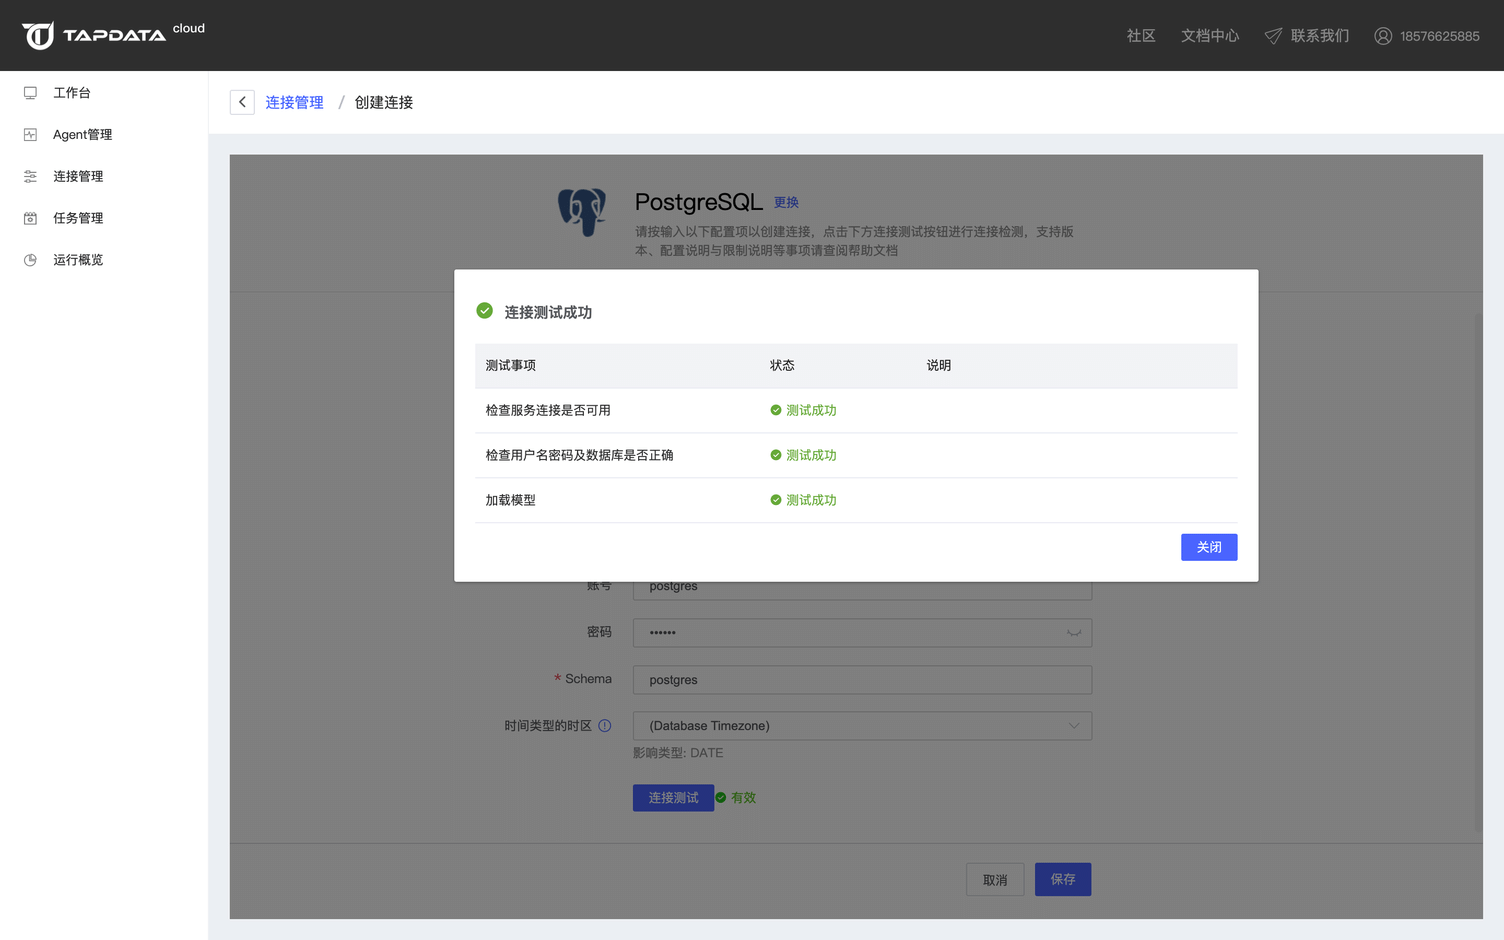 TAPDATA cloud
社区 文档中心 联系我们 18576625885
工作台
Agent管理
连接管理
任务管理
运行概览
连接管理 / 创建连接
PostgreSQL 更换
请按输入以下配置项以创建连接，点击下方连接测试按钮进行连接检测，支持版
本、配置说明与限制说明等事项请查阅帮助文档
连接测试成功
测试事项 状态 说明
检查服务连接是否可用 测试成功
检查用户名密码及数据库是否正确 测试成功
加载模型 测试成功
关闭
账号 postgres
密码 ••••••
* Schema postgres
时间类型的时区 (Database Timezone)
影响类型: DATE
连接测试 有效
取消 保存